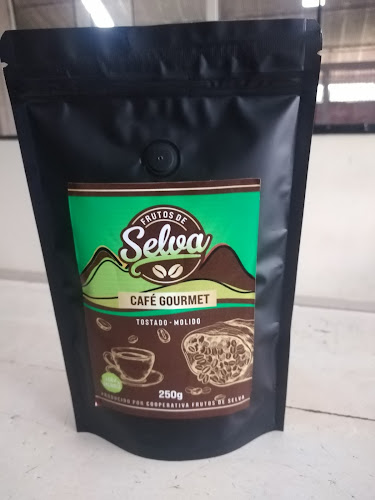 FRUTOS DE
Selva
CAFÉ GOURMET
TOSTADO - MOLIDO
250g
PRODUCIDO POR COOPERATIVA FRUTOS DE SELVA